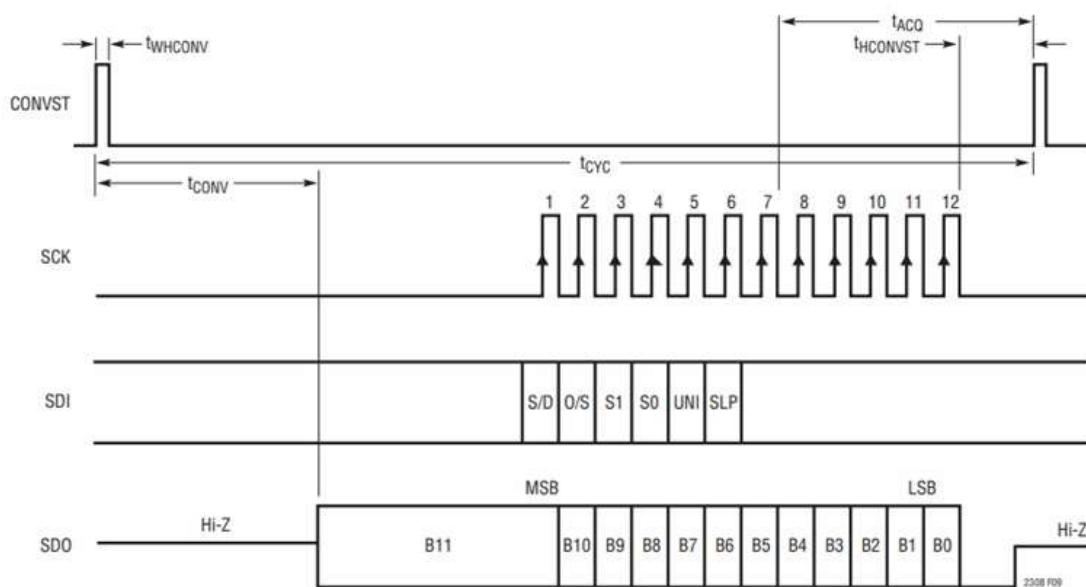 tACQ
tWHCONV
tHCONVST
CONVST
tCYC
tCONV
1 2 3 4 5 6 7 8 9 10 11 12
SCK
SDI
S/D O/S S1 S0 UNI SLP
MSB LSB
Hi-Z
Hi-Z
SDO
B11 B10 B9 B8 B7 B6 B5 B4 B3 B2 B1 B0
2308 F09